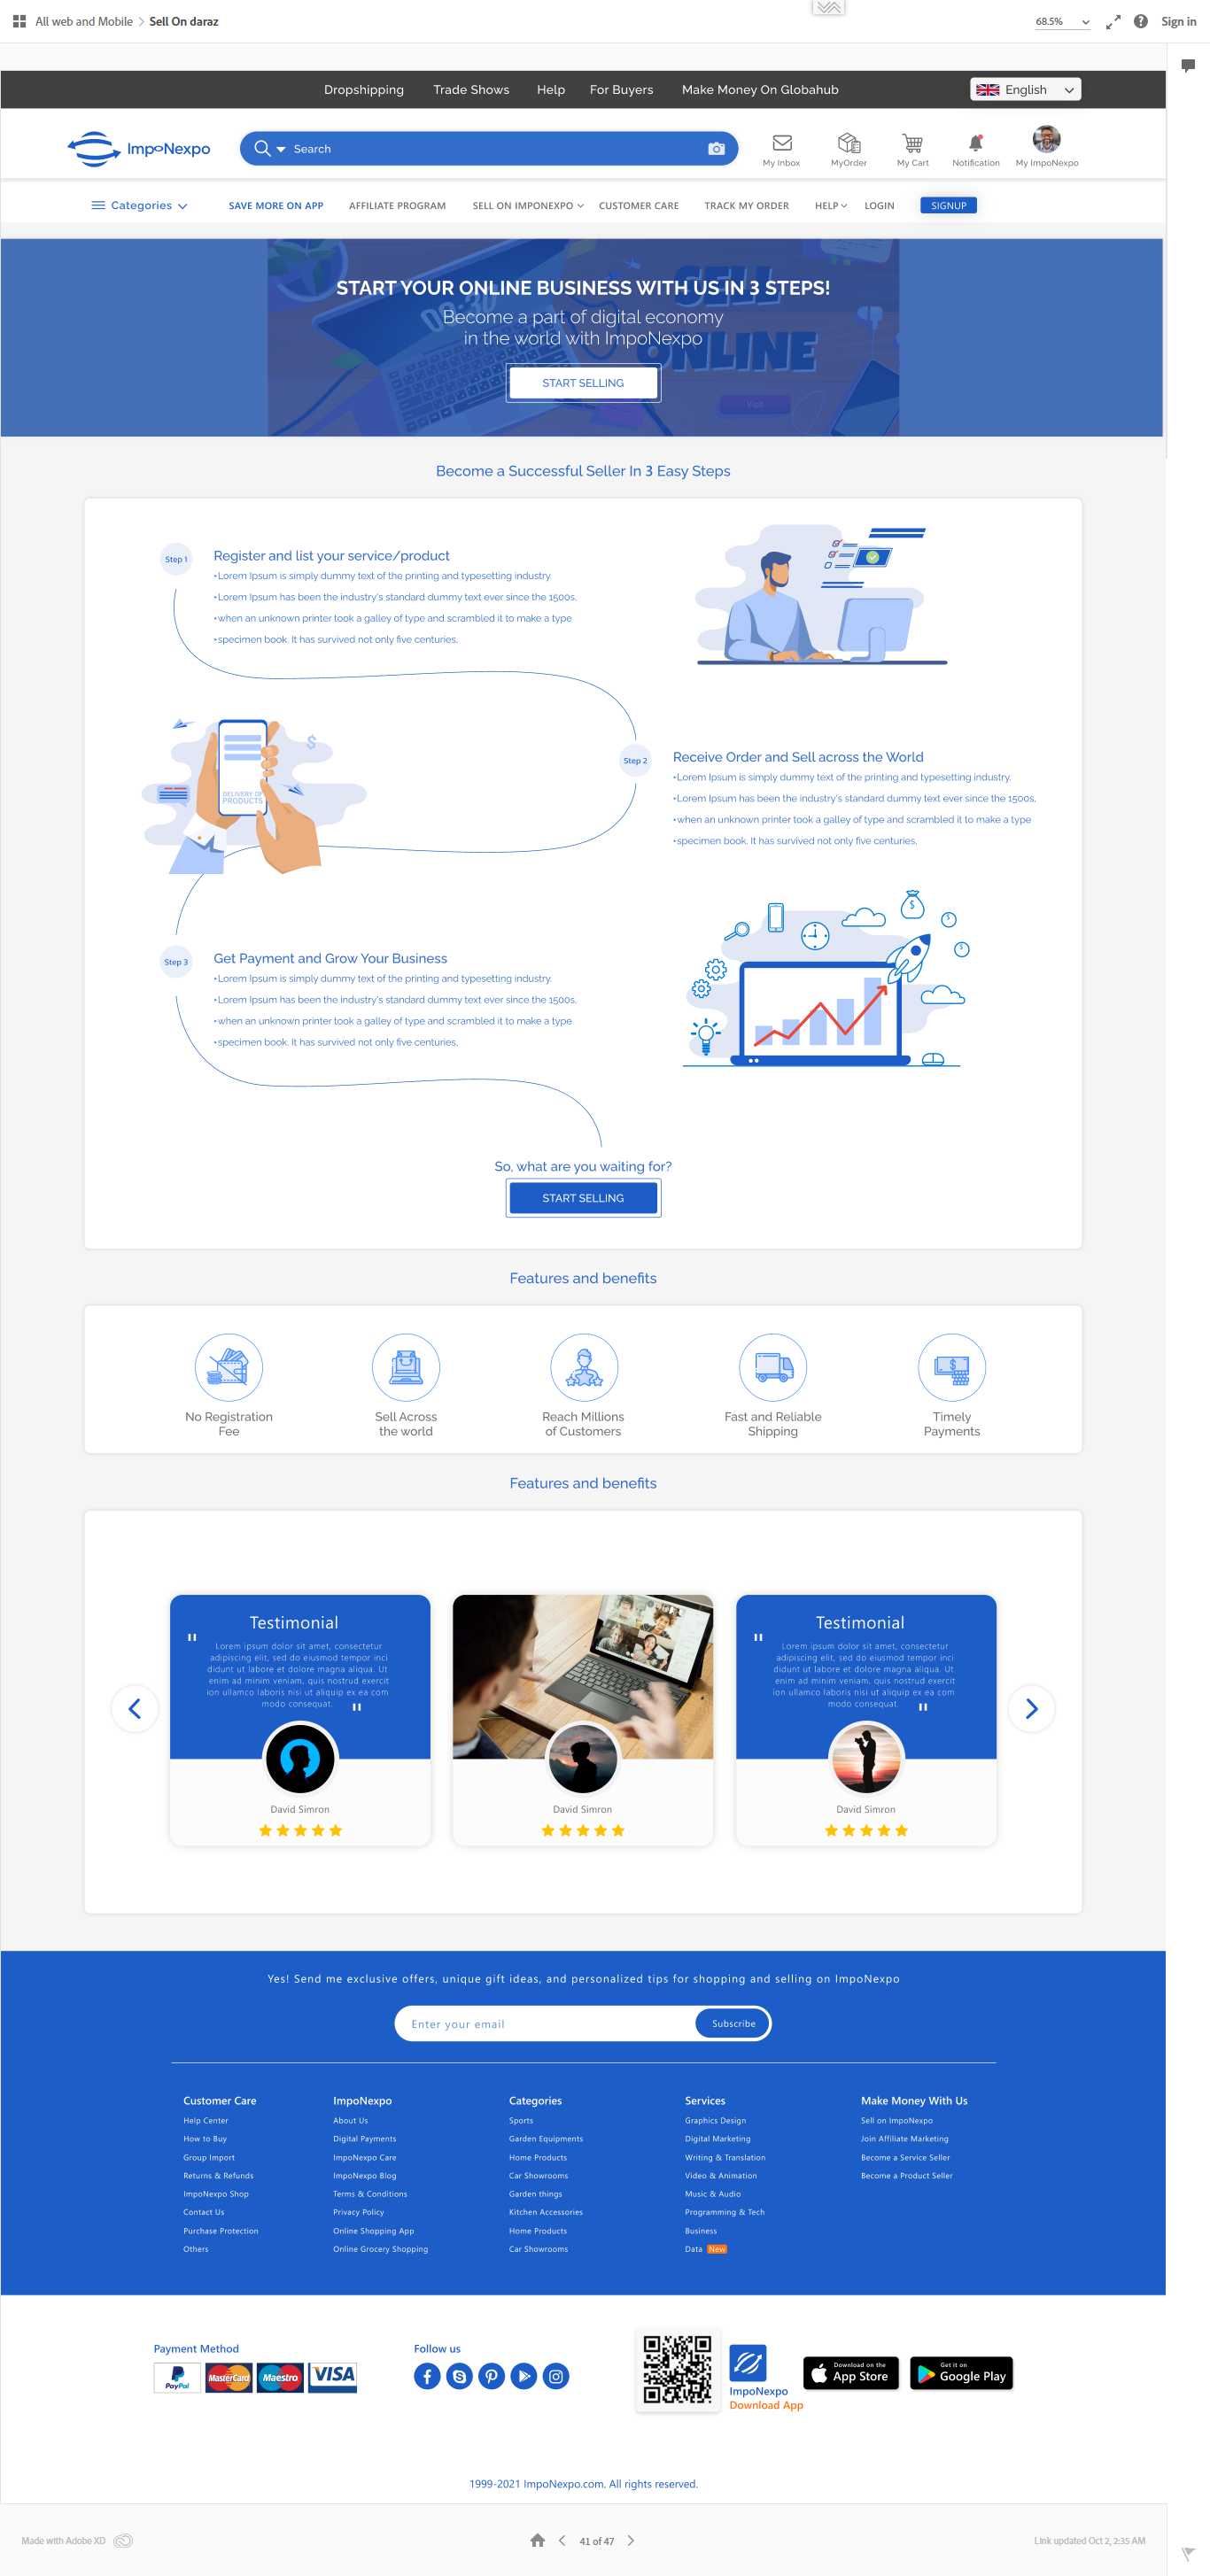 All web and Mobile > Sell On daraz
68.5%
Sign in
Dropshipping Trade Shows Help For Buyers Make Money On Globahub
English
ImpoNexpo
Search
My Inbox MyOrder My Cart Notification My ImpoNexpo
Categories
SAVE MORE ON APP AFFILIATE PROGRAM SELL ON IMPONEXPO CUSTOMER CARE TRACK MY ORDER HELP LOGIN SIGNUP
START YOUR ONLINE BUSINESS WITH US IN 3 STEPS!
Become a part of digital economy
in the world with ImpoNexpo
START SELLING
SELL
ONLINE
08:30
Visit
Become a Successful Seller In 3 Easy Steps
Step 1
Register and list your service/product
•Lorem Ipsum is simply dummy text of the printing and typesetting industry.
•Lorem Ipsum has been the industry's standard dummy text ever since the 1500s,
•when an unknown printer took a galley of type and scrambled it to make a type
•specimen book. It has survived not only five centuries,
DELIVERY OF
PRODUCTS
$
Step 2
Receive Order and Sell across the World
•Lorem Ipsum is simply dummy text of the printing and typesetting industry.
•Lorem Ipsum has been the industry's standard dummy text ever since the 1500s,
•when an unknown printer took a galley of type and scrambled it to make a type
•specimen book. It has survived not only five centuries,
Step 3
Get Payment and Grow Your Business
•Lorem Ipsum is simply dummy text of the printing and typesetting industry.
•Lorem Ipsum has been the industry's standard dummy text ever since the 1500s,
•when an unknown printer took a galley of type and scrambled it to make a type
•specimen book. It has survived not only five centuries,
$
$
$
So, what are you waiting for?
START SELLING
Features and benefits
$
No Registration
Fee
Sell Across
the world
Reach Millions
of Customers
Fast and Reliable
Shipping
Timely
Payments
Features and benefits
Testimonial
" Lorem ipsum dolor sit amet, consectetur
adipiscing elit, sed do eiusmod tempor inci
didunt ut labore et dolore magna aliqua. Ut
enim ad minim veniam, quis nostrud exercit
ion ullamco laboris nisi ut aliquip ex ea com
modo consequat. "
David Simron
David Simron
Testimonial
" Lorem ipsum dolor sit amet, consectetur
adipiscing elit, sed do eiusmod tempor inci
didunt ut labore et dolore magna aliqua. Ut
enim ad minim veniam, quis nostrud exercit
ion ullamco laboris nisi ut aliquip ex ea com
modo consequat. "
David Simron
Yes! Send me exclusive offers, unique gift ideas, and personalized tips for shopping and selling on ImpoNexpo
Enter your email
Subscribe
Customer Care
Help Center
How to Buy
Group Import
Returns & Refunds
ImpoNexpo Shop
Contact Us
Purchase Protection
Others
ImpoNexpo
About Us
Digital Payments
ImpoNexpo Care
ImpoNexpo Blog
Terms & Conditions
Privacy Policy
Online Shopping App
Online Grocery Shopping
Categories
Sports
Garden Equipments
Home Products
Car Showrooms
Garden things
Kitchen Accessories
Home Products
Car Showrooms
Services
Graphics Design
Digital Marketing
Writing & Translation
Video & Animation
Music & Audio
Programming & Tech
Business
Data New
Make Money With Us
Sell on ImpoNexpo
Join Affiliate Marketing
Become a Service Seller
Become a Product Seller
Payment Method
PayPal MasterCard Maestro VISA
Follow us
ImpoNexpo
Download App
Download on the
App Store
Get it on
Google Play
1999-2021 ImpoNexpo.com. All rights reserved.
Made with Adobe XD
41 of 47
Link updated Oct 2, 2:35 AM